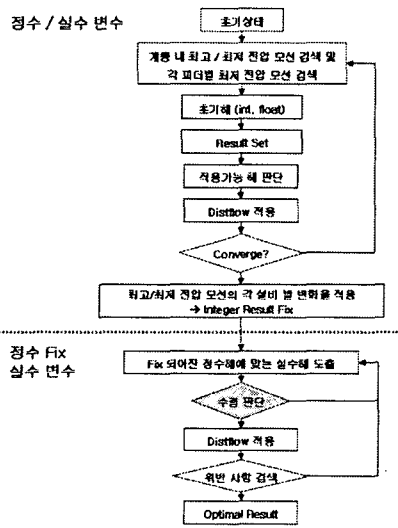 정수 / 실수 변수
초기상태
계통 내 최고 / 최저 전압 모선 검색 및
각 피더별 최저 전압 모선 검색
초기해 (int, float)
Result Set
적용가능 해 판단
Distflow 적용
Converge?
최고/최저 전압 모선의 각 설비 별 변화율 적용
→ Integer Result Fix
정수 Fix
실수 변수
Fix 되어진 정수해에 맞는 실수해 도출
수렴 판단
Distflow 적용
위반 사항 검색
Optimal Result